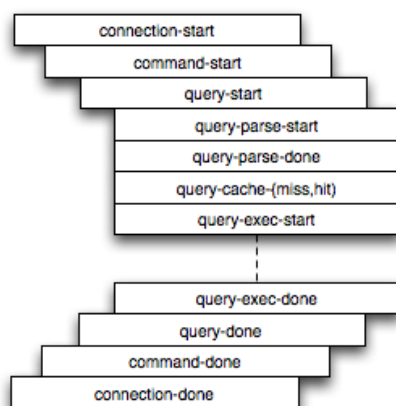 connection-start
command-start
query-start
query-parse-start
query-parse-done
query-cache-(miss,hit)
query-exec-start
query-exec-done
query-done
command-done
connection-done